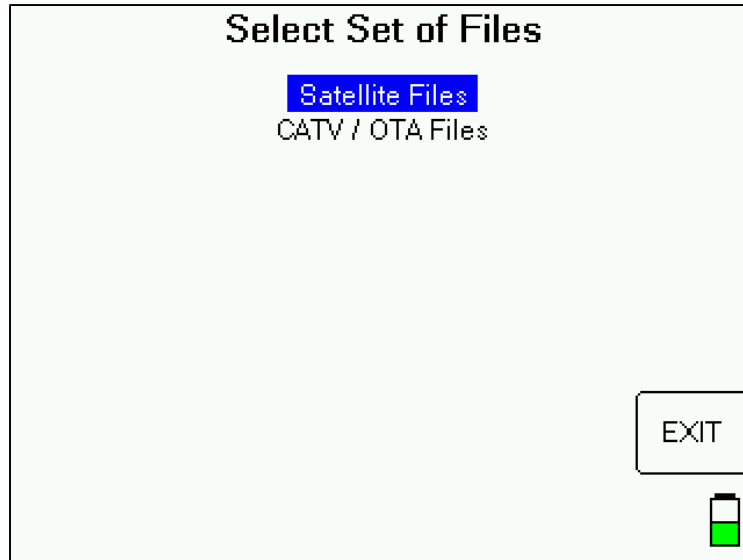 Select Set of Files
Satellite Files
CATV / OTA Files
EXIT